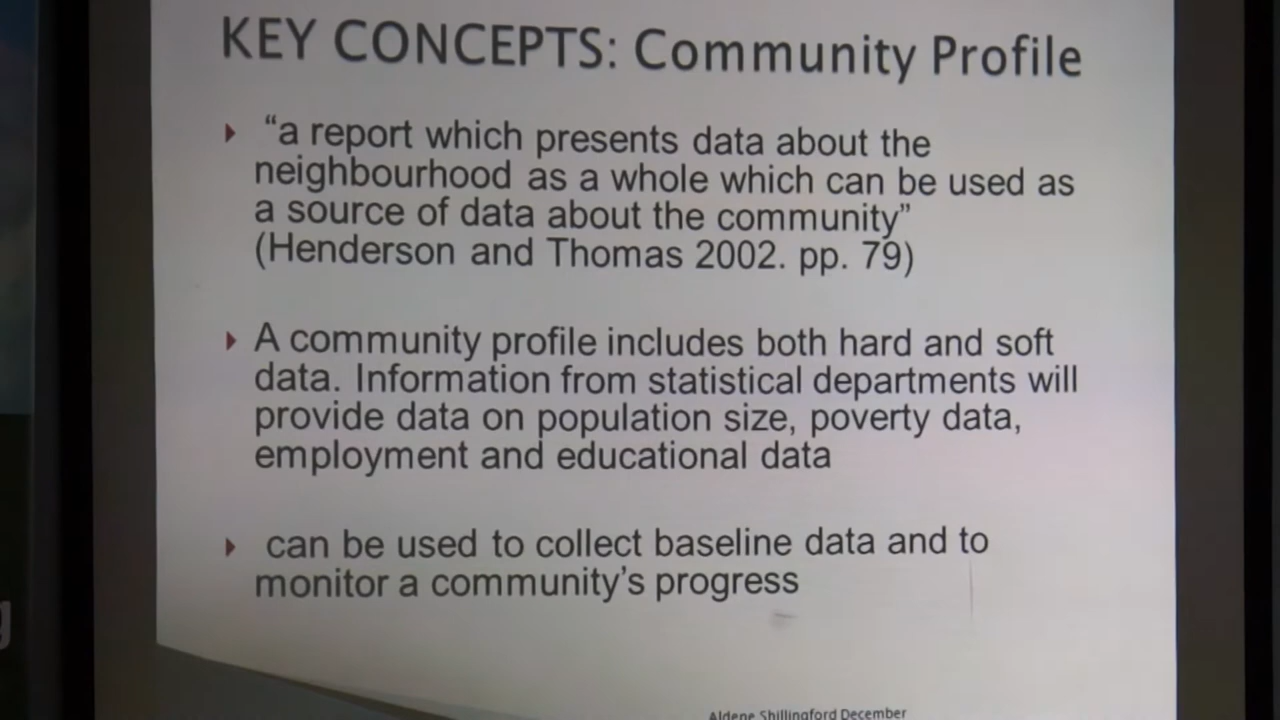 KEY CONCEPTS: Community Profile
“a report which presents data about the
neighbourhood as a whole which can be used as
a source of data about the community”
(Henderson and Thomas 2002. pp. 79)
A community profile includes both hard and soft
data. Information from statistical departments will
provide data on population size, poverty data,
employment and educational data
can be used to collect baseline data and to
monitor a community’s progress
Aldene Shillingford December